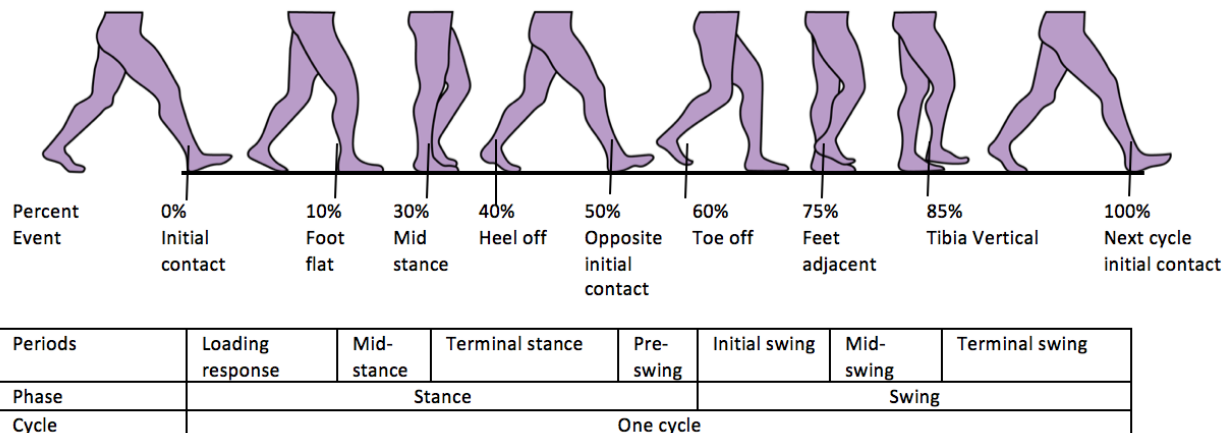 Percent 0% 10% 30% 40% 50% 60% 75% 85% 100%
Event Initial Foot Mid Heel off Opposite Toe off Feet Tibia Vertical Next cycle
contact flat stance initial adjacent initial contact
contact
Periods Loading Mid- Terminal stance Pre- Initial swing Mid- Terminal swing
response stance swing swing
Phase Stance Swing
Cycle One cycle